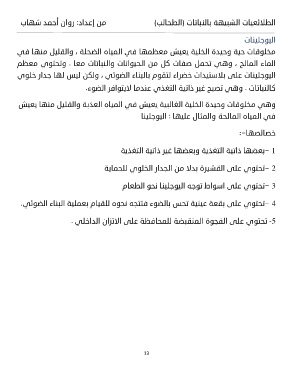 الطلائعيات الشبيهة بالنباتات (الطحالب) من إعداد: روان أحمد شهاب
اليوجلينات
مخلوقات حية وحيدة الخلية يعيش معظمها في المياه الضحلة ، والقليل منها في
الماء المالح ، وهي تحمل صفات كل من الحيوانات والنباتات معا . وتحتوي معظم
اليوجلينات على بلاستيدات خضراء لتقوم بالبناء الضوئي ، ولكن ليس لها جدار خلوي
كالنباتات . وهي تصبح غير ذاتية التغذي عندما لايتوافر الضوء.
وهي مخلوقات وحيدة الخلية الغالبية يعيش في المياه العذبة والقليل منها يعيش
في المياه المالحة والمثال عليها : اليوجلينا
خصائصها:-
1 –بعضها ذاتية التغذية وبعضها غير ذاتية التغذية
2 –تحتوي على القشيرة بدلا من الجدار الخلوي للحماية
3 –تحتوي على اسواط توجه اليوجلينا نحو الطعام
4 –تحتوي على بقعة عينية تحس بالضوء فتتجه نحوه للقيام بعملية البناء الضوئي.
5- تحتوي على الفجوة المنقبضة للمحافظة على الاتزان الداخلي .
13